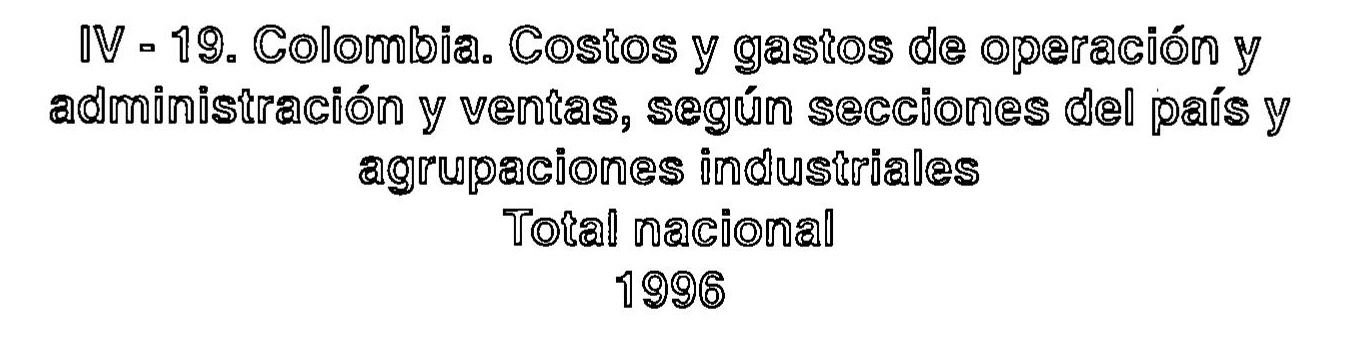 IV - 19. Colombia. Costos y gastos de operación y
administración y ventas, según secciones del país y
agrupaciones industriales
Total nacional
1996